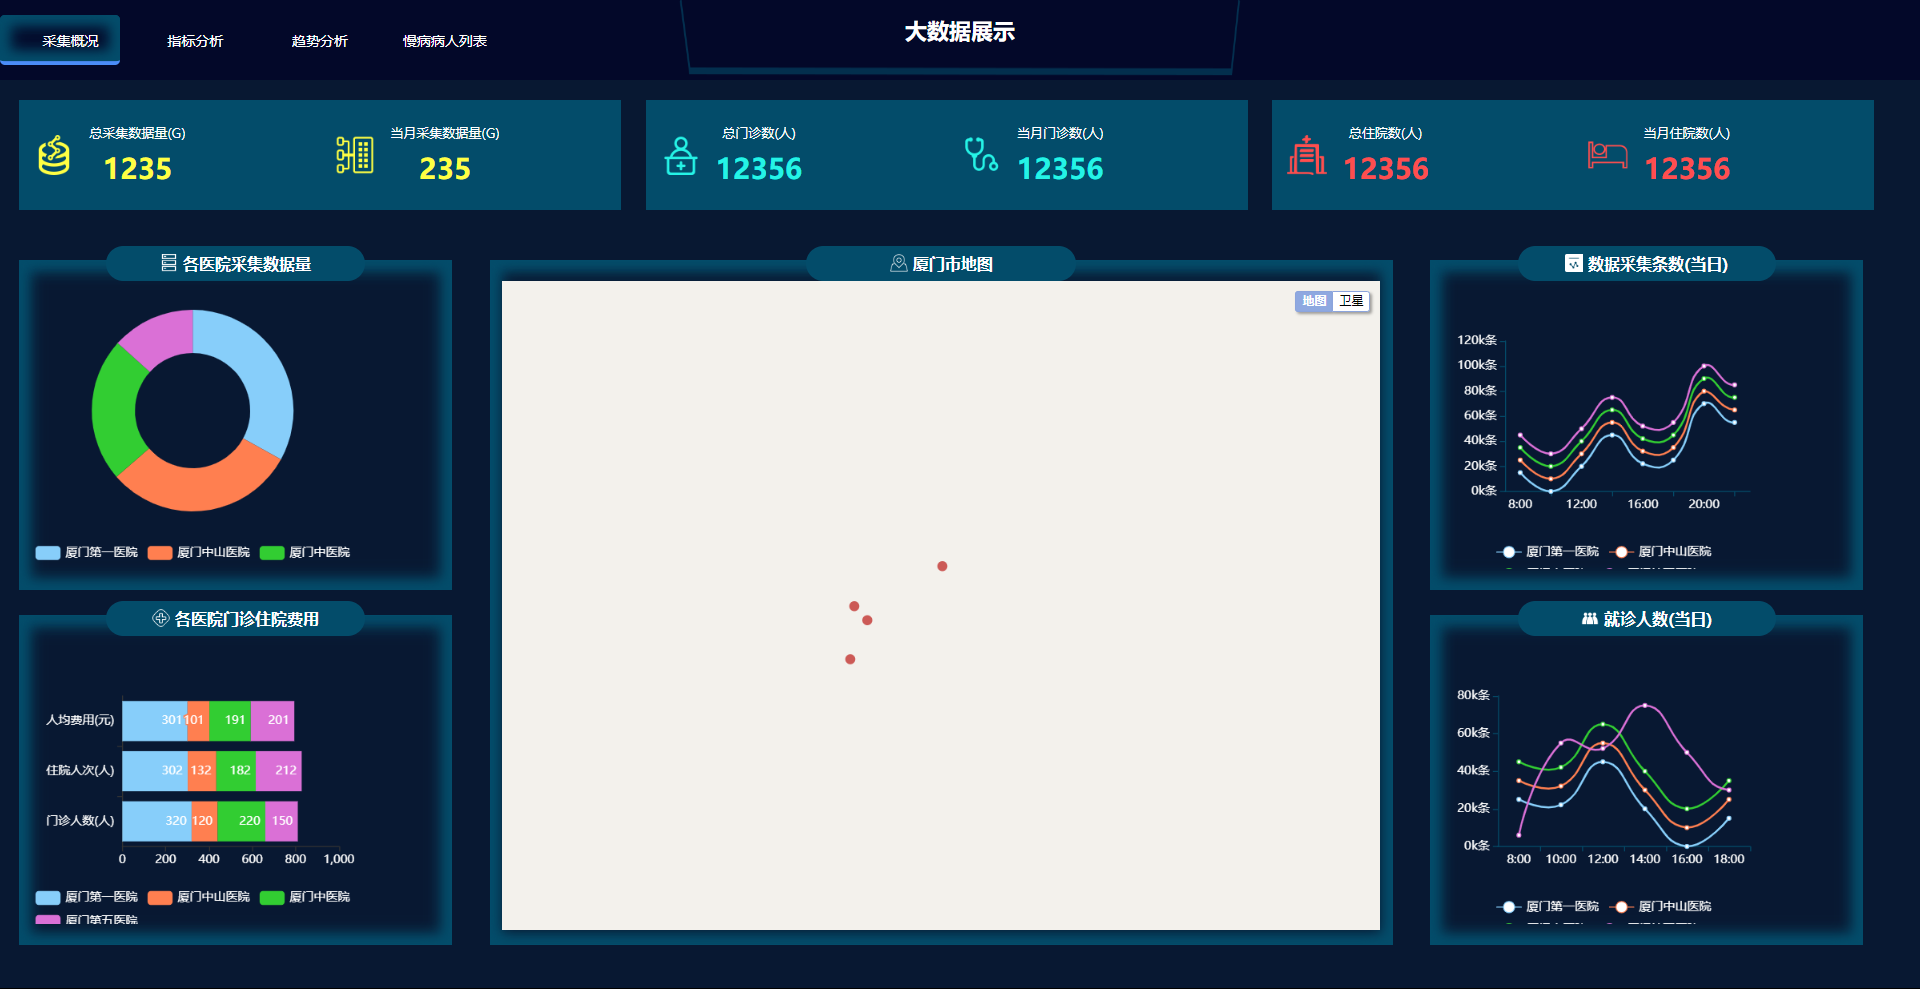 采集概况
指标分析
趋势分析
慢病病人列表
大数据展示
总采集数据量(G)
1235
当月采集数据量(G)
235
总门诊数(人)
12356
当月门诊数(人)
12356
总住院数(人)
12356
当月住院数(人)
12356
各医院采集数据量
厦门第一医院
厦门中山医院
厦门中医院
各医院门诊住院费用
人均费用(元)
301
101
191
201
住院人次(人)
302
132
182
212
门诊人数(人)
320
120
220
150
0
200
400
600
800
1,000
厦门第一医院
厦门中山医院
厦门中医院
厦门第五医院
厦门市地图
地图
卫星
数据采集条数(当日)
120k条
100k条
80k条
60k条
40k条
20k条
0k条
8:00
12:00
16:00
20:00
厦门第一医院
厦门中山医院
就诊人数(当日)
80k条
60k条
40k条
20k条
0k条
8:00
10:00
12:00
14:00
16:00
18:00
厦门第一医院
厦门中山医院